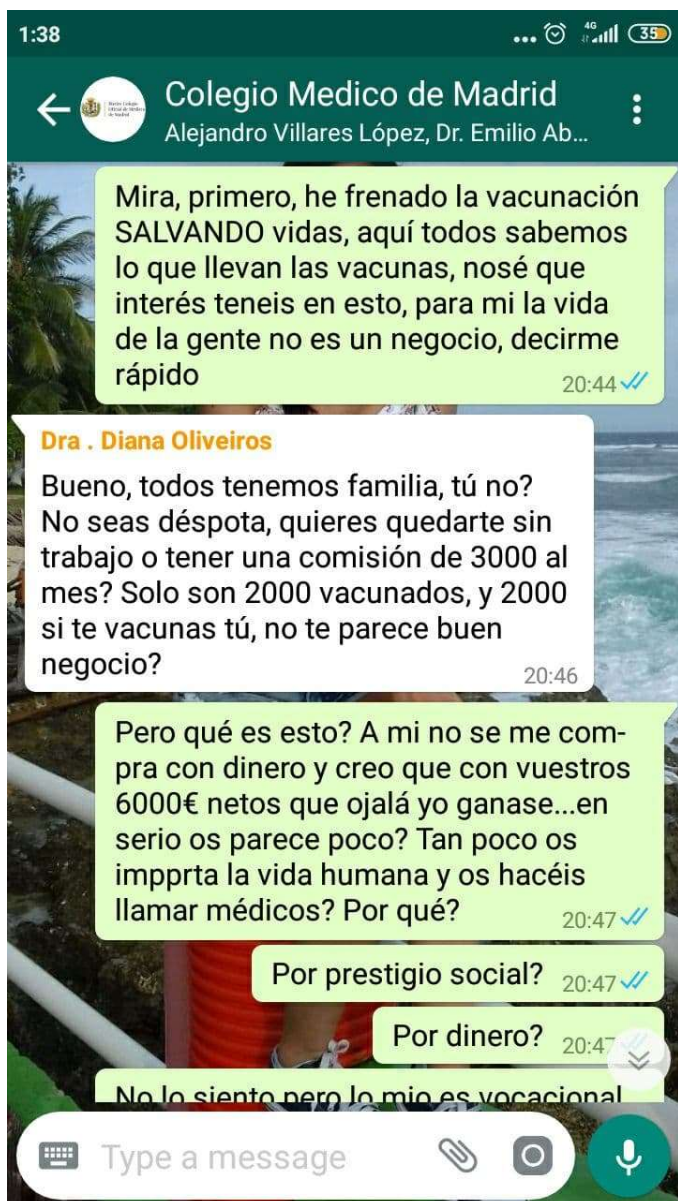 1:38
4G
35
Colegio Medico de Madrid
Alejandro Villares López, Dr. Emilio Ab...
Mira, primero, he frenado la vacunación
SALVANDO vidas, aquí todos sabemos
lo que llevan las vacunas, nosé que
interés teneis en esto, para mi la vida
de la gente no es un negocio, decirme
rápido
20:44
Dra . Diana Oliveiros
Bueno, todos tenemos familia, tú no?
No seas déspota, quieres quedarte sin
trabajo o tener una comisión de 3000 al
mes? Solo son 2000 vacunados, y 2000
si te vacunas tú, no te parece buen
negocio?
20:46
Pero qué es esto? A mi no se me com-
pra con dinero y creo que con vuestros
6000€ netos que ojalá yo ganase...en
serio os parece poco? Tan poco os
impprta la vida humana y os hacéis
llamar médicos? Por qué?
20:47
Por prestigio social? 20:47
Por dinero? 20:47
No lo siento pero lo mio es vocacional
Type a message